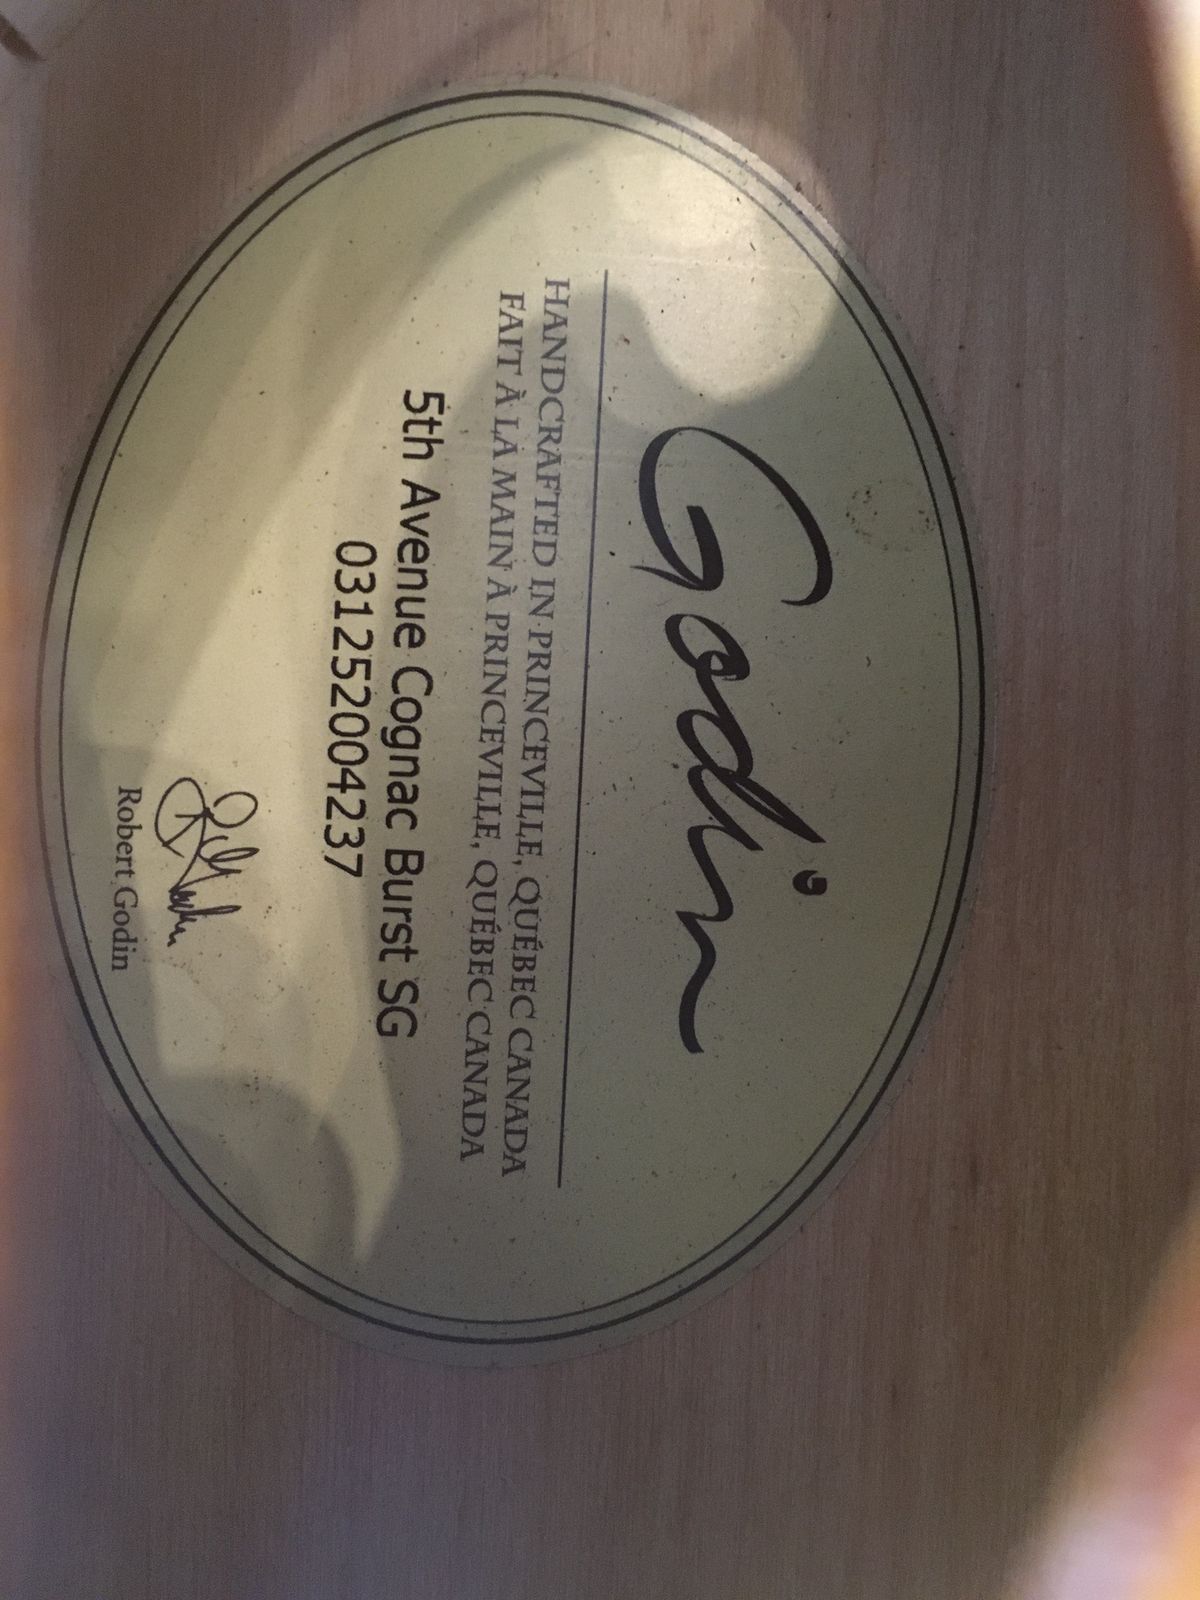 Godin
HANDCRAFTED IN PRINCEVILLE, QUÉBEC CANADA
FAIT À LA MAIN À PRINCEVILLE, QUÉBEC CANADA
5th Avenue Cognac Burst SG
031252004237
Robert Godin